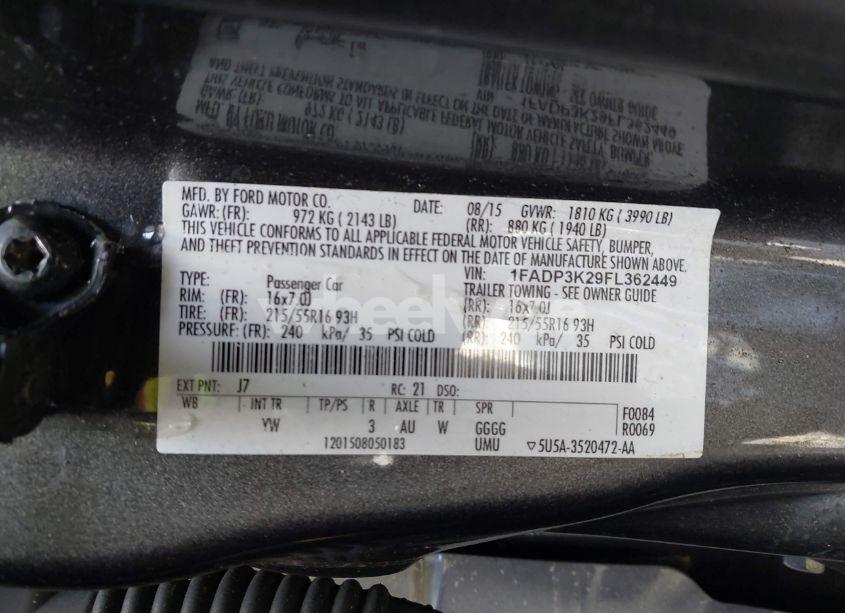 MFD. BY FORD MOTOR CO. DATE: 08/15 GVWR: 1810 KG ( 3990 LB)
GAWR: (FR): 972 KG ( 2143 LB) (RR): 880 KG ( 1940 LB)
THIS VEHICLE CONFORMS TO ALL APPLICABLE FEDERAL MOTOR VEHICLE SAFETY, BUMPER,
AND THEFT PREVENTION STANDARDS IN EFFECT ON THE DATE OF MANUFACTURE SHOWN ABOVE.
VIN: 1FADP3K29FL362449
TYPE: Passenger Car TRAILER TOWING - SEE OWNER GUIDE
RIM: (FR): 16x7.0J (RR): 16x7.0J
TIRE: (FR): 215/55R16 93H (RR): 215/55R16 93H
PRESSURE: (FR): 240 kPa/ 35 PSI COLD (RR): 240 kPa/ 35 PSI COLD
EXT PNT: J7 RC: 21 DSO:
WB INT TR TP/PS R AXLE TR SPR F0084
YW 3 AU W GGGG R0069
1201508050183 UMU ▽5U5A-3520472-AA